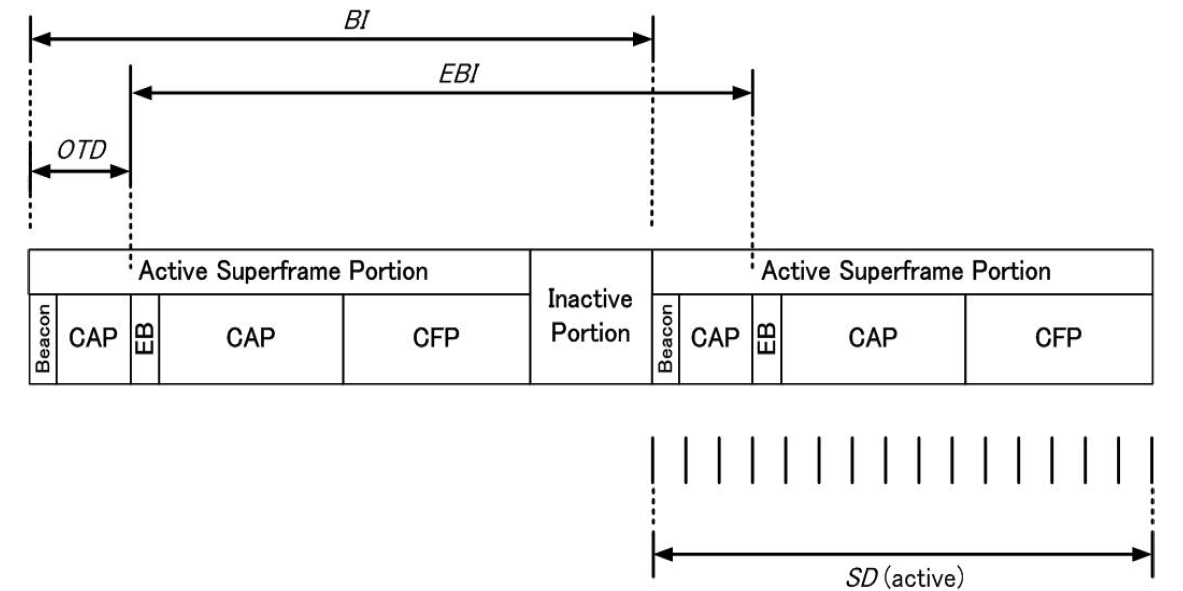 BI
EBI
OTD
Active Superframe Portion
Active Superframe Portion
Beacon
CAP
EB
CAP
CFP
Inactive
Portion
Beacon
CAP
EB
CAP
CFP
SD (active)